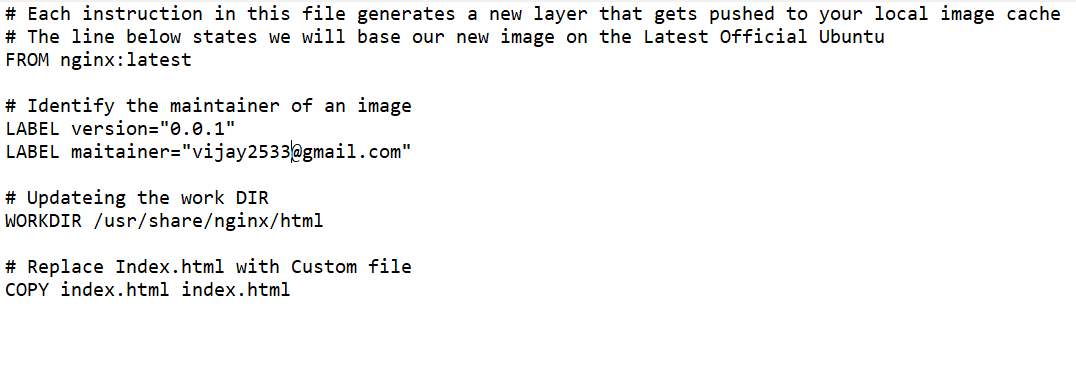 # Each instruction in this file generates a new layer that gets pushed to your local image cache
# The line below states we will base our new image on the Latest Official Ubuntu
FROM nginx:latest
# Identify the maintainer of an image
LABEL version="0.0.1"
LABEL maitainer="vijay2533@gmail.com"
# Updateing the work DIR
WORKDIR /usr/share/nginx/html
# Replace Index.html with Custom file
COPY index.html index.html